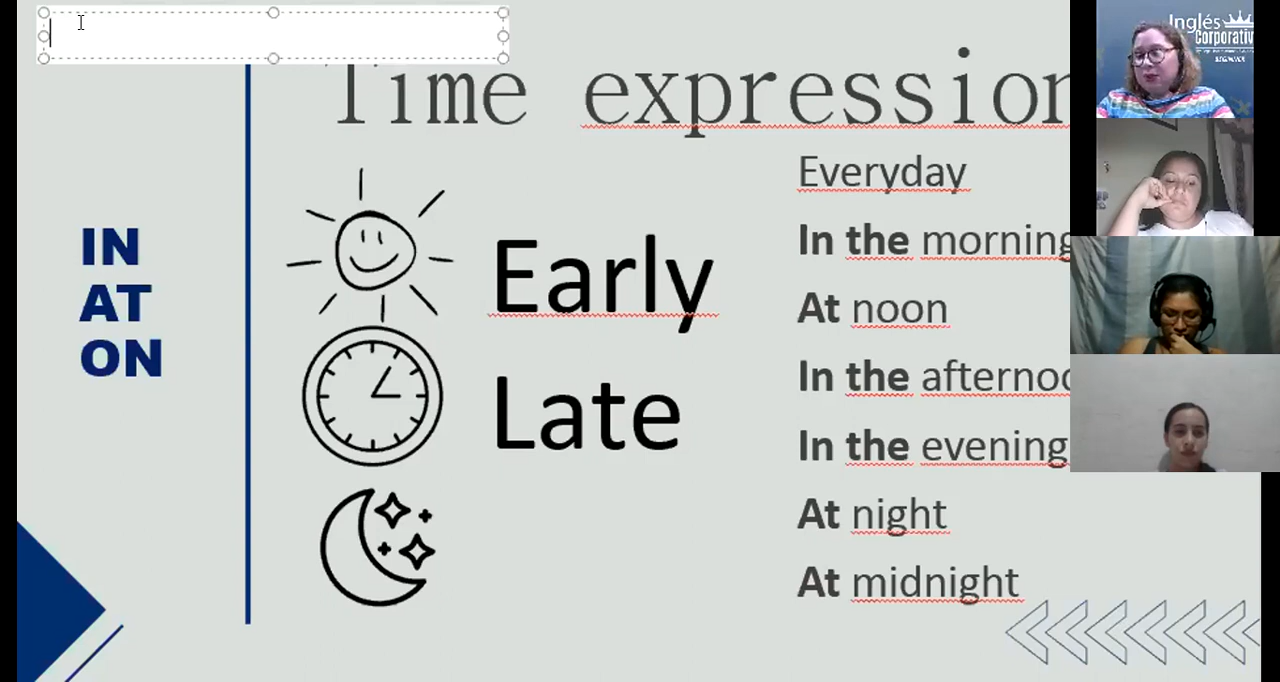 Time expression
IN
AT
ON
Early
Late
Everyday
In the morning
At noon
In the afternoo
In the evening
At night
At midnight
Inglés
Corporativ
BEGINNER